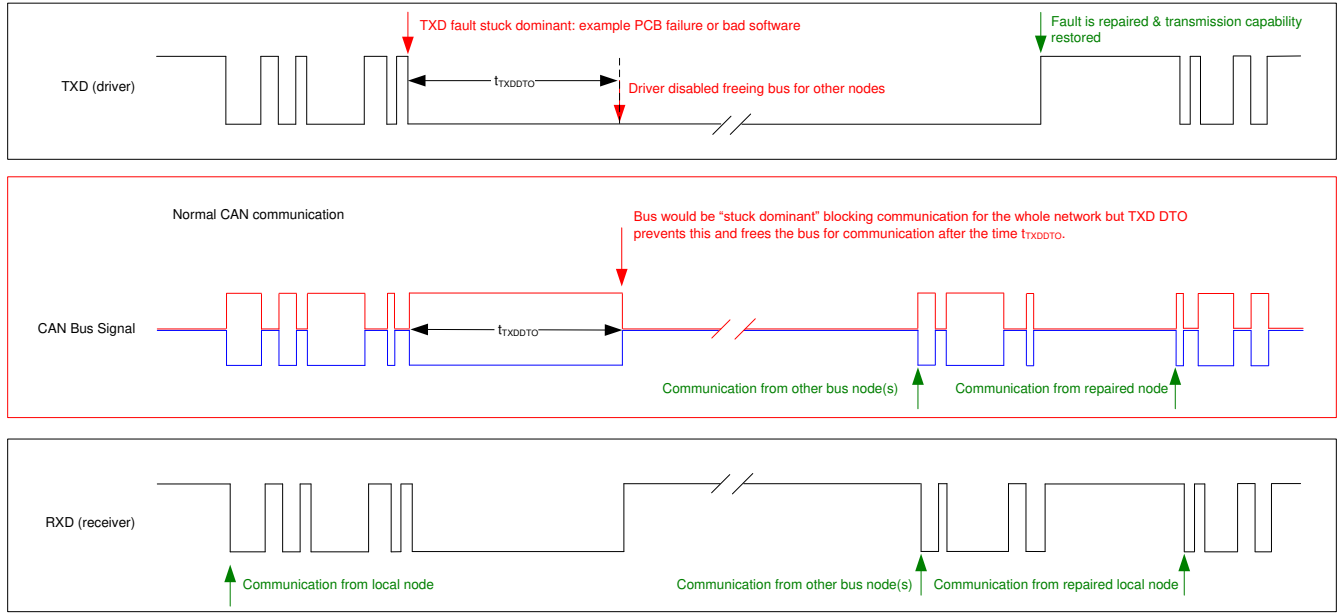 TXD fault stuck dominant: example PCB failure or bad software
Fault is repaired & transmission capability
restored
TXD (driver)
tTXDDTO
Driver disabled freeing bus for other nodes
Normal CAN communication
Bus would be “stuck dominant” blocking communication for the whole network but TXD DTO
prevents this and frees the bus for communication after the time tTXDDTO.
CAN Bus Signal
tTXDDTO
Communication from other bus node(s)
Communication from repaired node
RXD (receiver)
Communication from local node
Communication from other bus node(s)
Communication from repaired local node